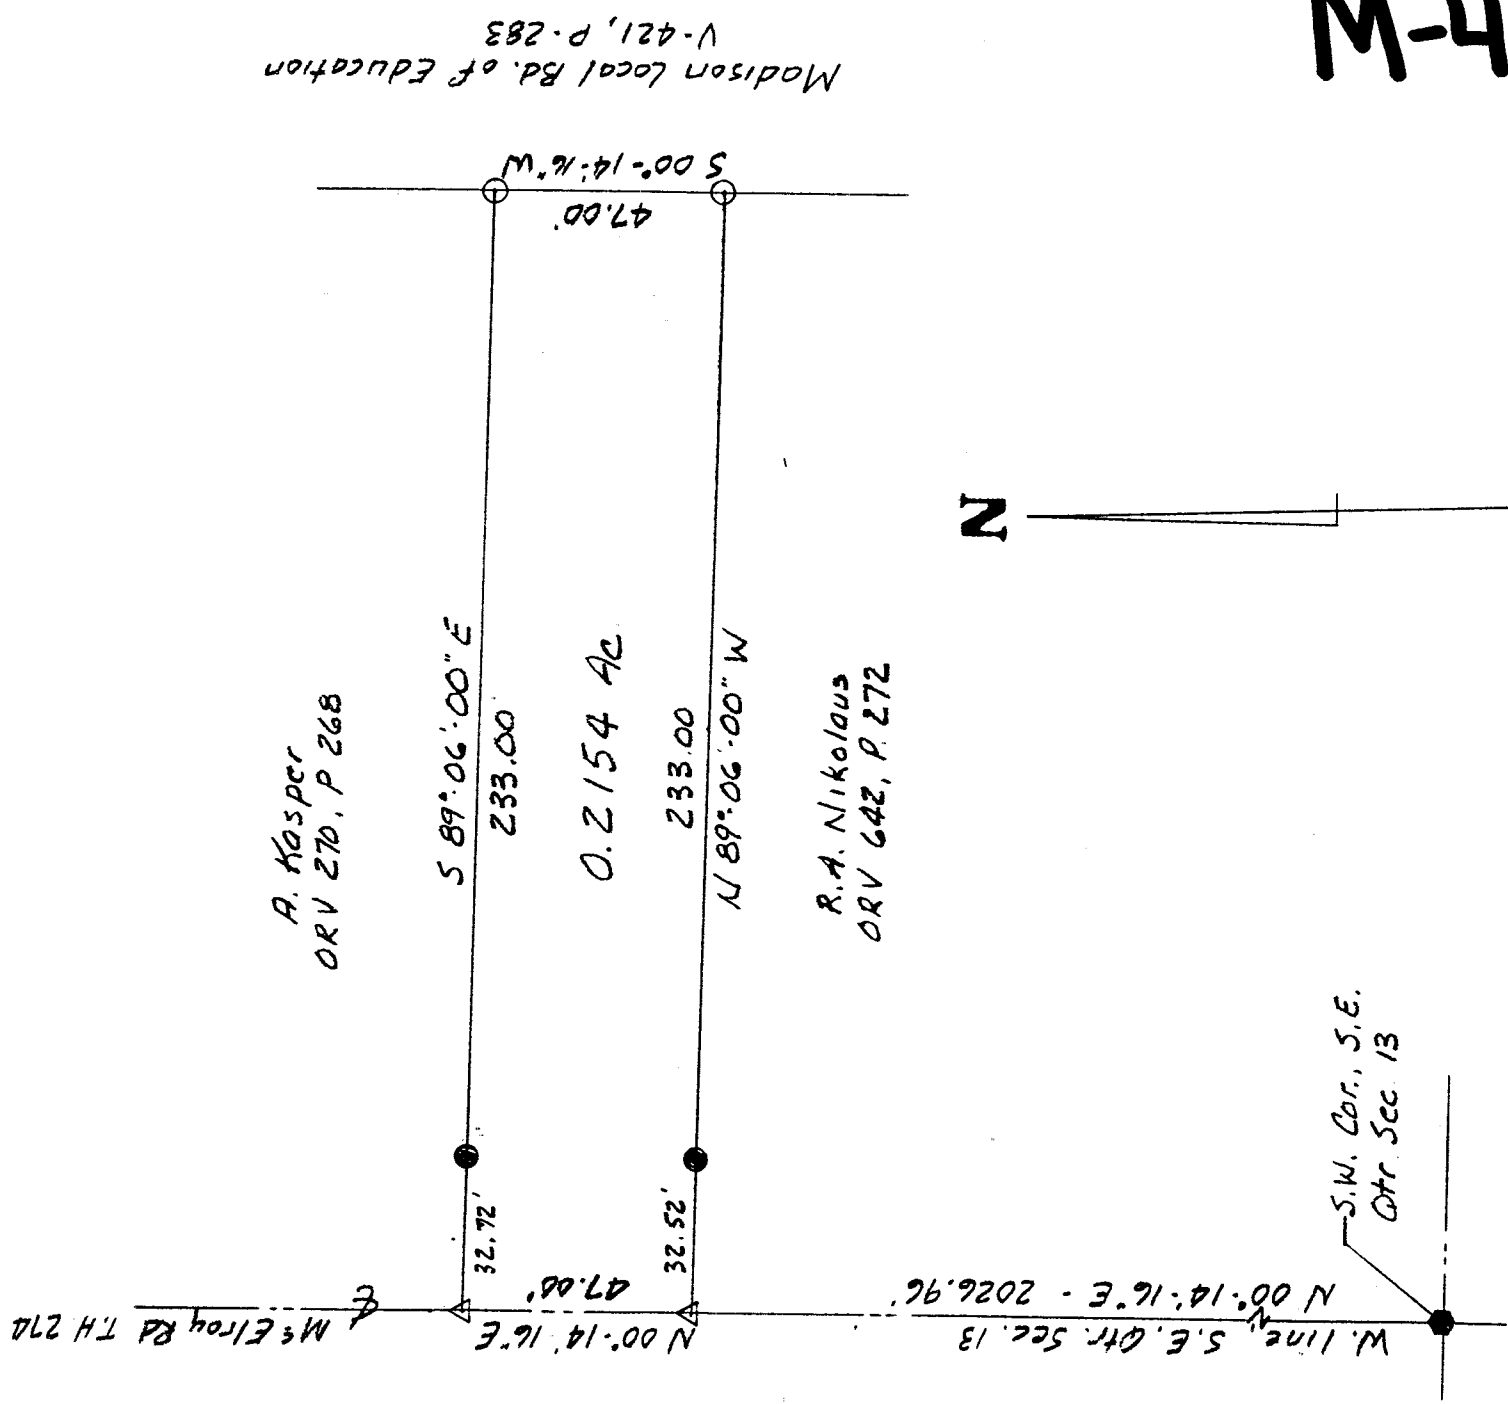 M-4
Madison Local Bd. of Education
V-421, P-283
S 00°-14'-16" W
47.00'
A. Kasper
ORV 270, P 268
S 89°-06'-00" E
233.00'
0.2154 Ac
233.00
N 89°-06'-00" W
R.A. Nikolaus
ORV 642, P. 272
N
32.72'
32.52'
47.00'
N 00°-14'-16" E
McElroy Rd T.H 270
N 00°-14'-16" E - 2026.96'
W. line, S.E. Qtr. Sec. 13
S.W. Cor., S.E.
Qtr. Sec. 13